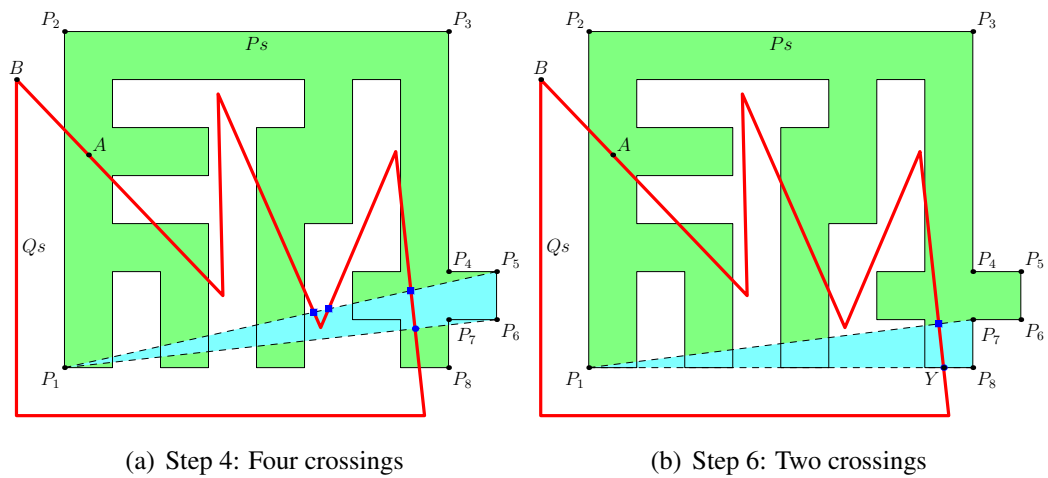 P2 P3 P2 P3
Ps Ps
B B
A A
Qs Qs
P4 P5 P4 P5
P7 P6 P7 P6
P1 P8 P1 Y P8
(a) Step 4: Four crossings
(b) Step 6: Two crossings